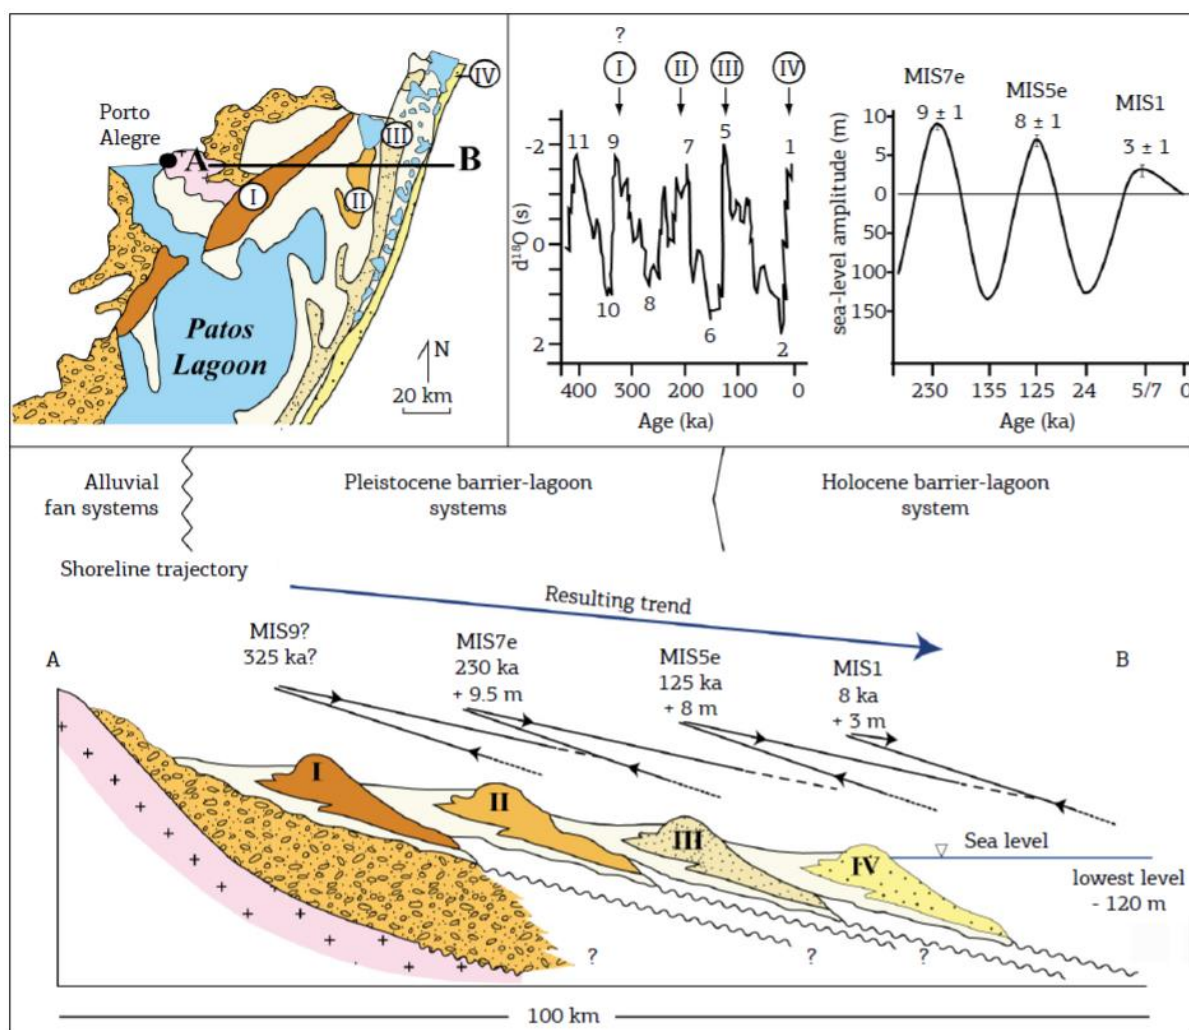 Porto
Alegre
A
B
I
II
III
IV
Patos
Lagoon
N
20 km
?
I
II
III
IV
-2
0
2
d¹⁸O (s)
11
9
7
5
1
10
8
6
2
400
300
200
100
0
Age (ka)
MIS7e
9 ± 1
MIS5e
8 ± 1
MIS1
3 ± 1
10
5
0
100
150
sea-level amplitude (m)
230
135
125
24
5/7
0
Age (ka)
Alluvial
fan systems
Pleistocene barrier-lagoon
systems
Holocene barrier-lagoon
system
Shoreline trajectory
Resulting trend
A
B
MIS9?
325 ka?
MIS7e
230 ka
+ 9.5 m
MIS5e
125 ka
+ 8 m
MIS1
8 ka
+ 3 m
I
II
III
IV
Sea level
lowest level
- 120 m
?
?
?
100 km